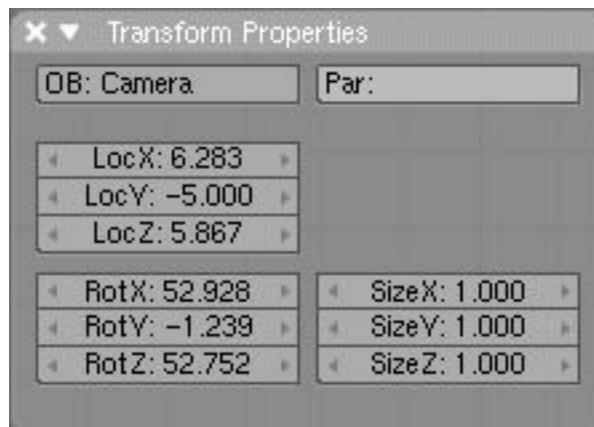 Transform Properties
OB: Camera
Par:
LocX: 6.283
LocY: -5.000
LocZ: 5.867
RotX: 52.928
RotY: -1.239
RotZ: 52.752
SizeX: 1.000
SizeY: 1.000
SizeZ: 1.000